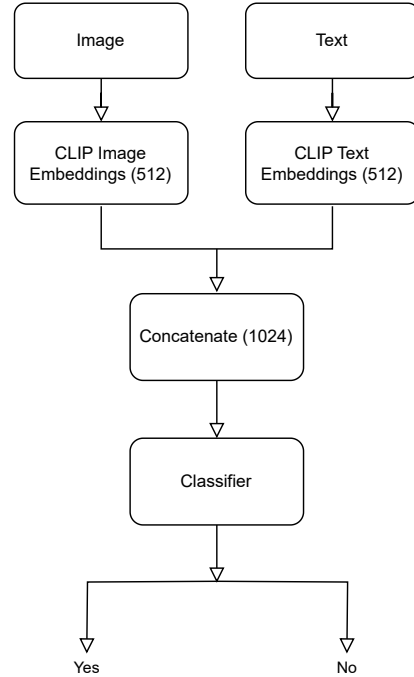 Image
Text
CLIP Image
Embeddings (512)
CLIP Text
Embeddings (512)
Concatenate (1024)
Classifier
Yes
No